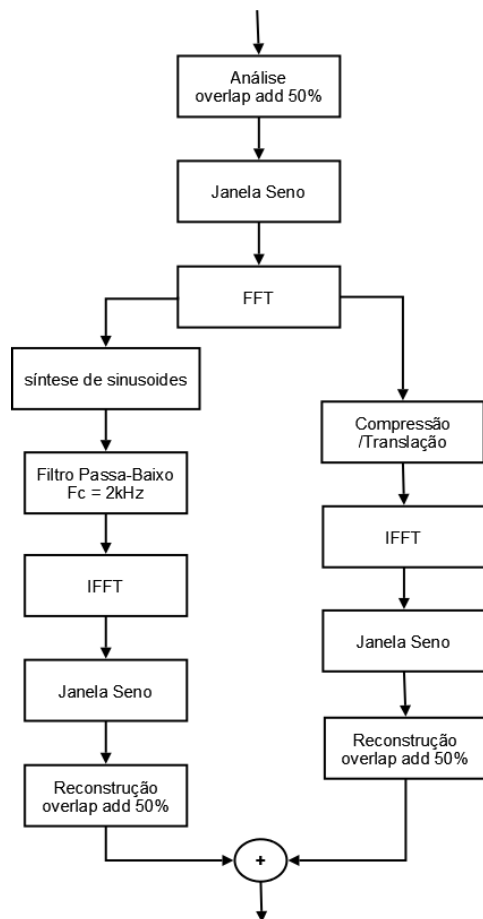 Análise
overlap add 50%
Janela Seno
FFT
síntese de sinusoides
Filtro Passa-Baixo
Fc = 2kHz
IFFT
Janela Seno
Reconstrução
overlap add 50%
Compressão
/Translação
IFFT
Janela Seno
Reconstrução
overlap add 50%
+